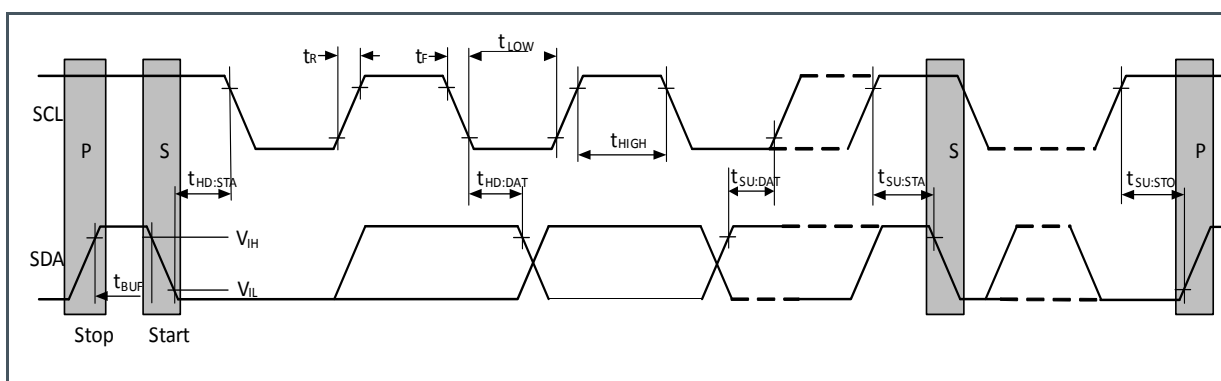 tR
tF
tLOW
SCL
P
S
tHIGH
S
P
tHD:STA
tHD:DAT
tSU:DAT
tSU:STA
tSU:STO
VIH
SDA
tBUF
VIL
Stop
Start